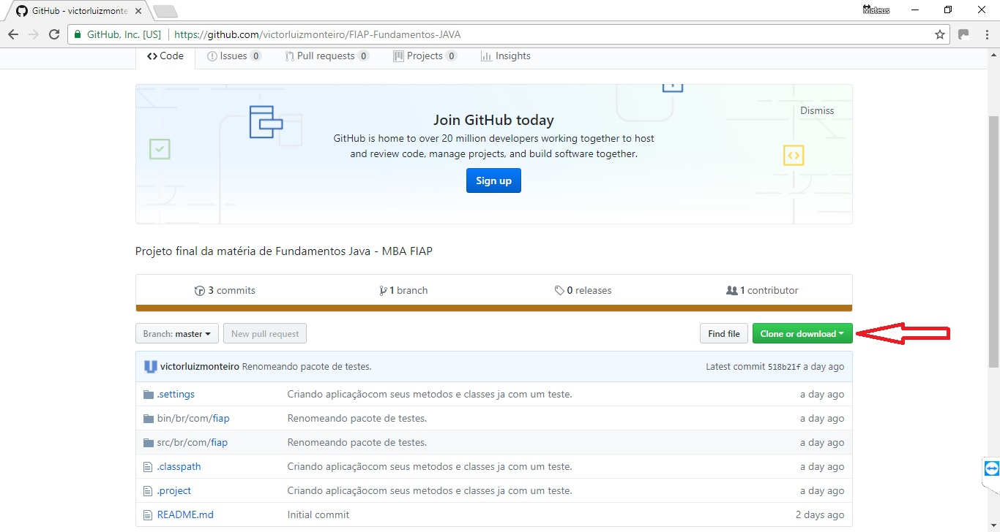 GitHub - victorluizmonte
Mateus
GitHub, Inc. [US]
https://github.com/victorluizmonteiro/FIAP-Fundamentos-JAVA
Code
Issues 0
Pull requests 0
Projects 0
Insights
Join GitHub today
Dismiss
GitHub is home to over 20 million developers working together to host
and review code, manage projects, and build software together.
Sign up
Projeto final da matéria de Fundamentos Java - MBA FIAP
3 commits
1 branch
0 releases
1 contributor
Branch: master
New pull request
Find file
Clone or download
victorluizmonteiro Renomeando pacote de testes.
Latest commit 518b21f a day ago
.settings
Criando aplicaçãocom seus metodos e classes ja com um teste.
a day ago
bin/br/com/fiap
Renomeando pacote de testes.
a day ago
src/br/com/fiap
Renomeando pacote de testes.
a day ago
.classpath
Criando aplicaçãocom seus metodos e classes ja com um teste.
a day ago
.project
Criando aplicaçãocom seus metodos e classes ja com um teste.
a day ago
README.md
Initial commit
2 days ago